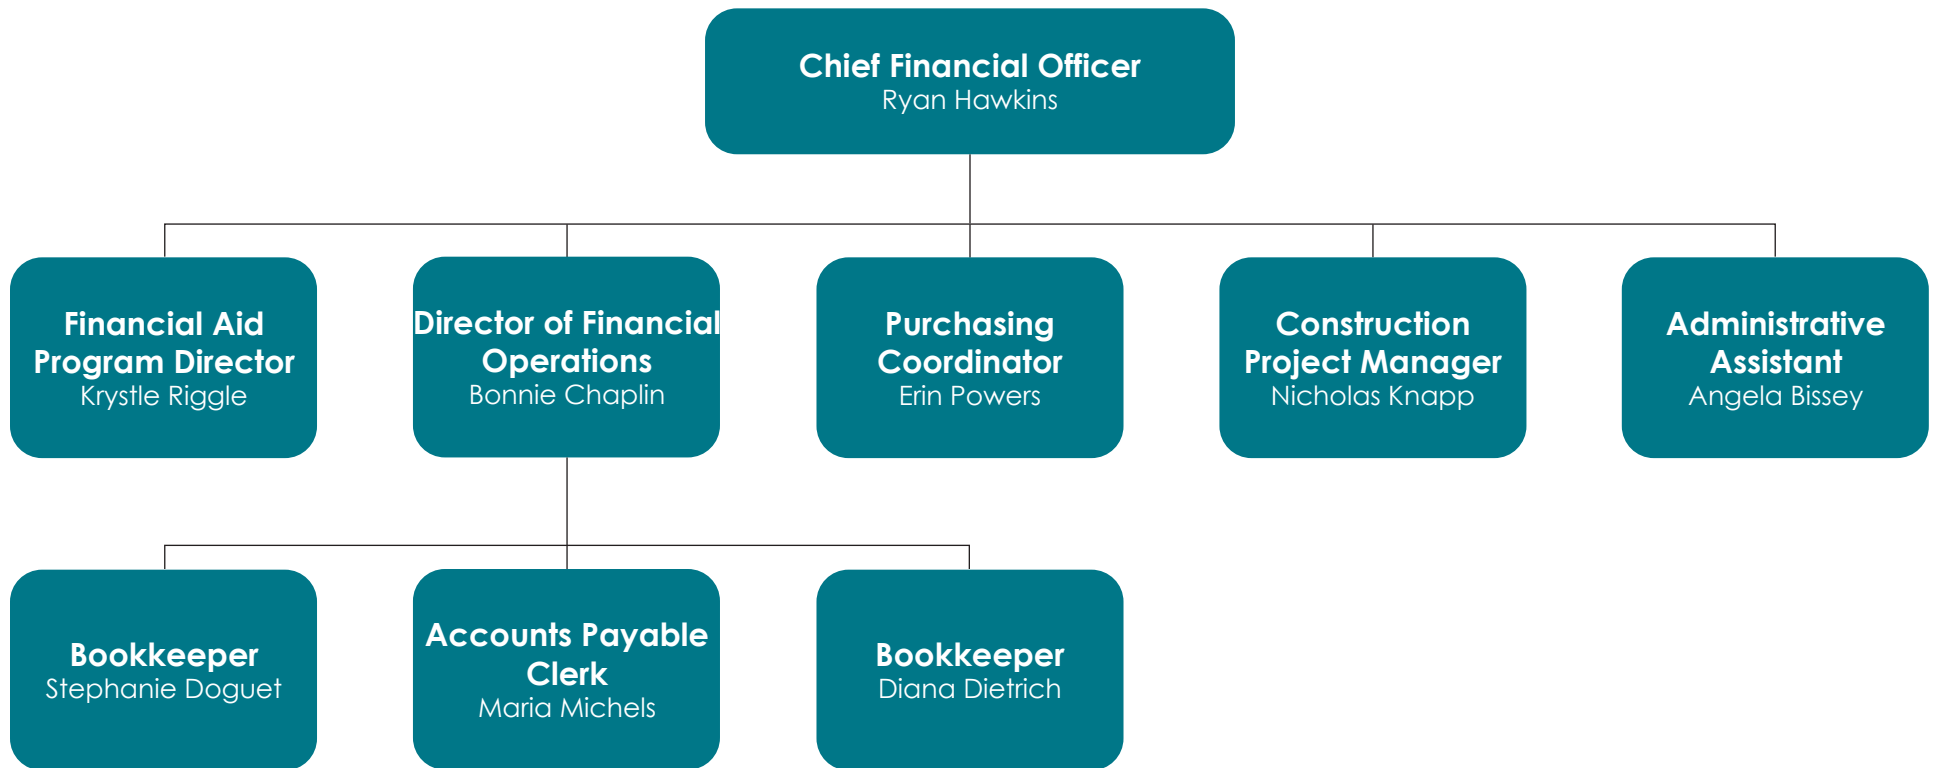 Chief Financial Officer
Ryan Hawkins
Financial Aid
Program Director
Krystle Riggle
Director of Financial
Operations
Bonnie Chaplin
Purchasing
Coordinator
Erin Powers
Construction
Project Manager
Nicholas Knapp
Administrative
Assistant
Angela Bissey
Bookkeeper
Stephanie Doguet
Accounts Payable
Clerk
Maria Michels
Bookkeeper
Diana Dietrich